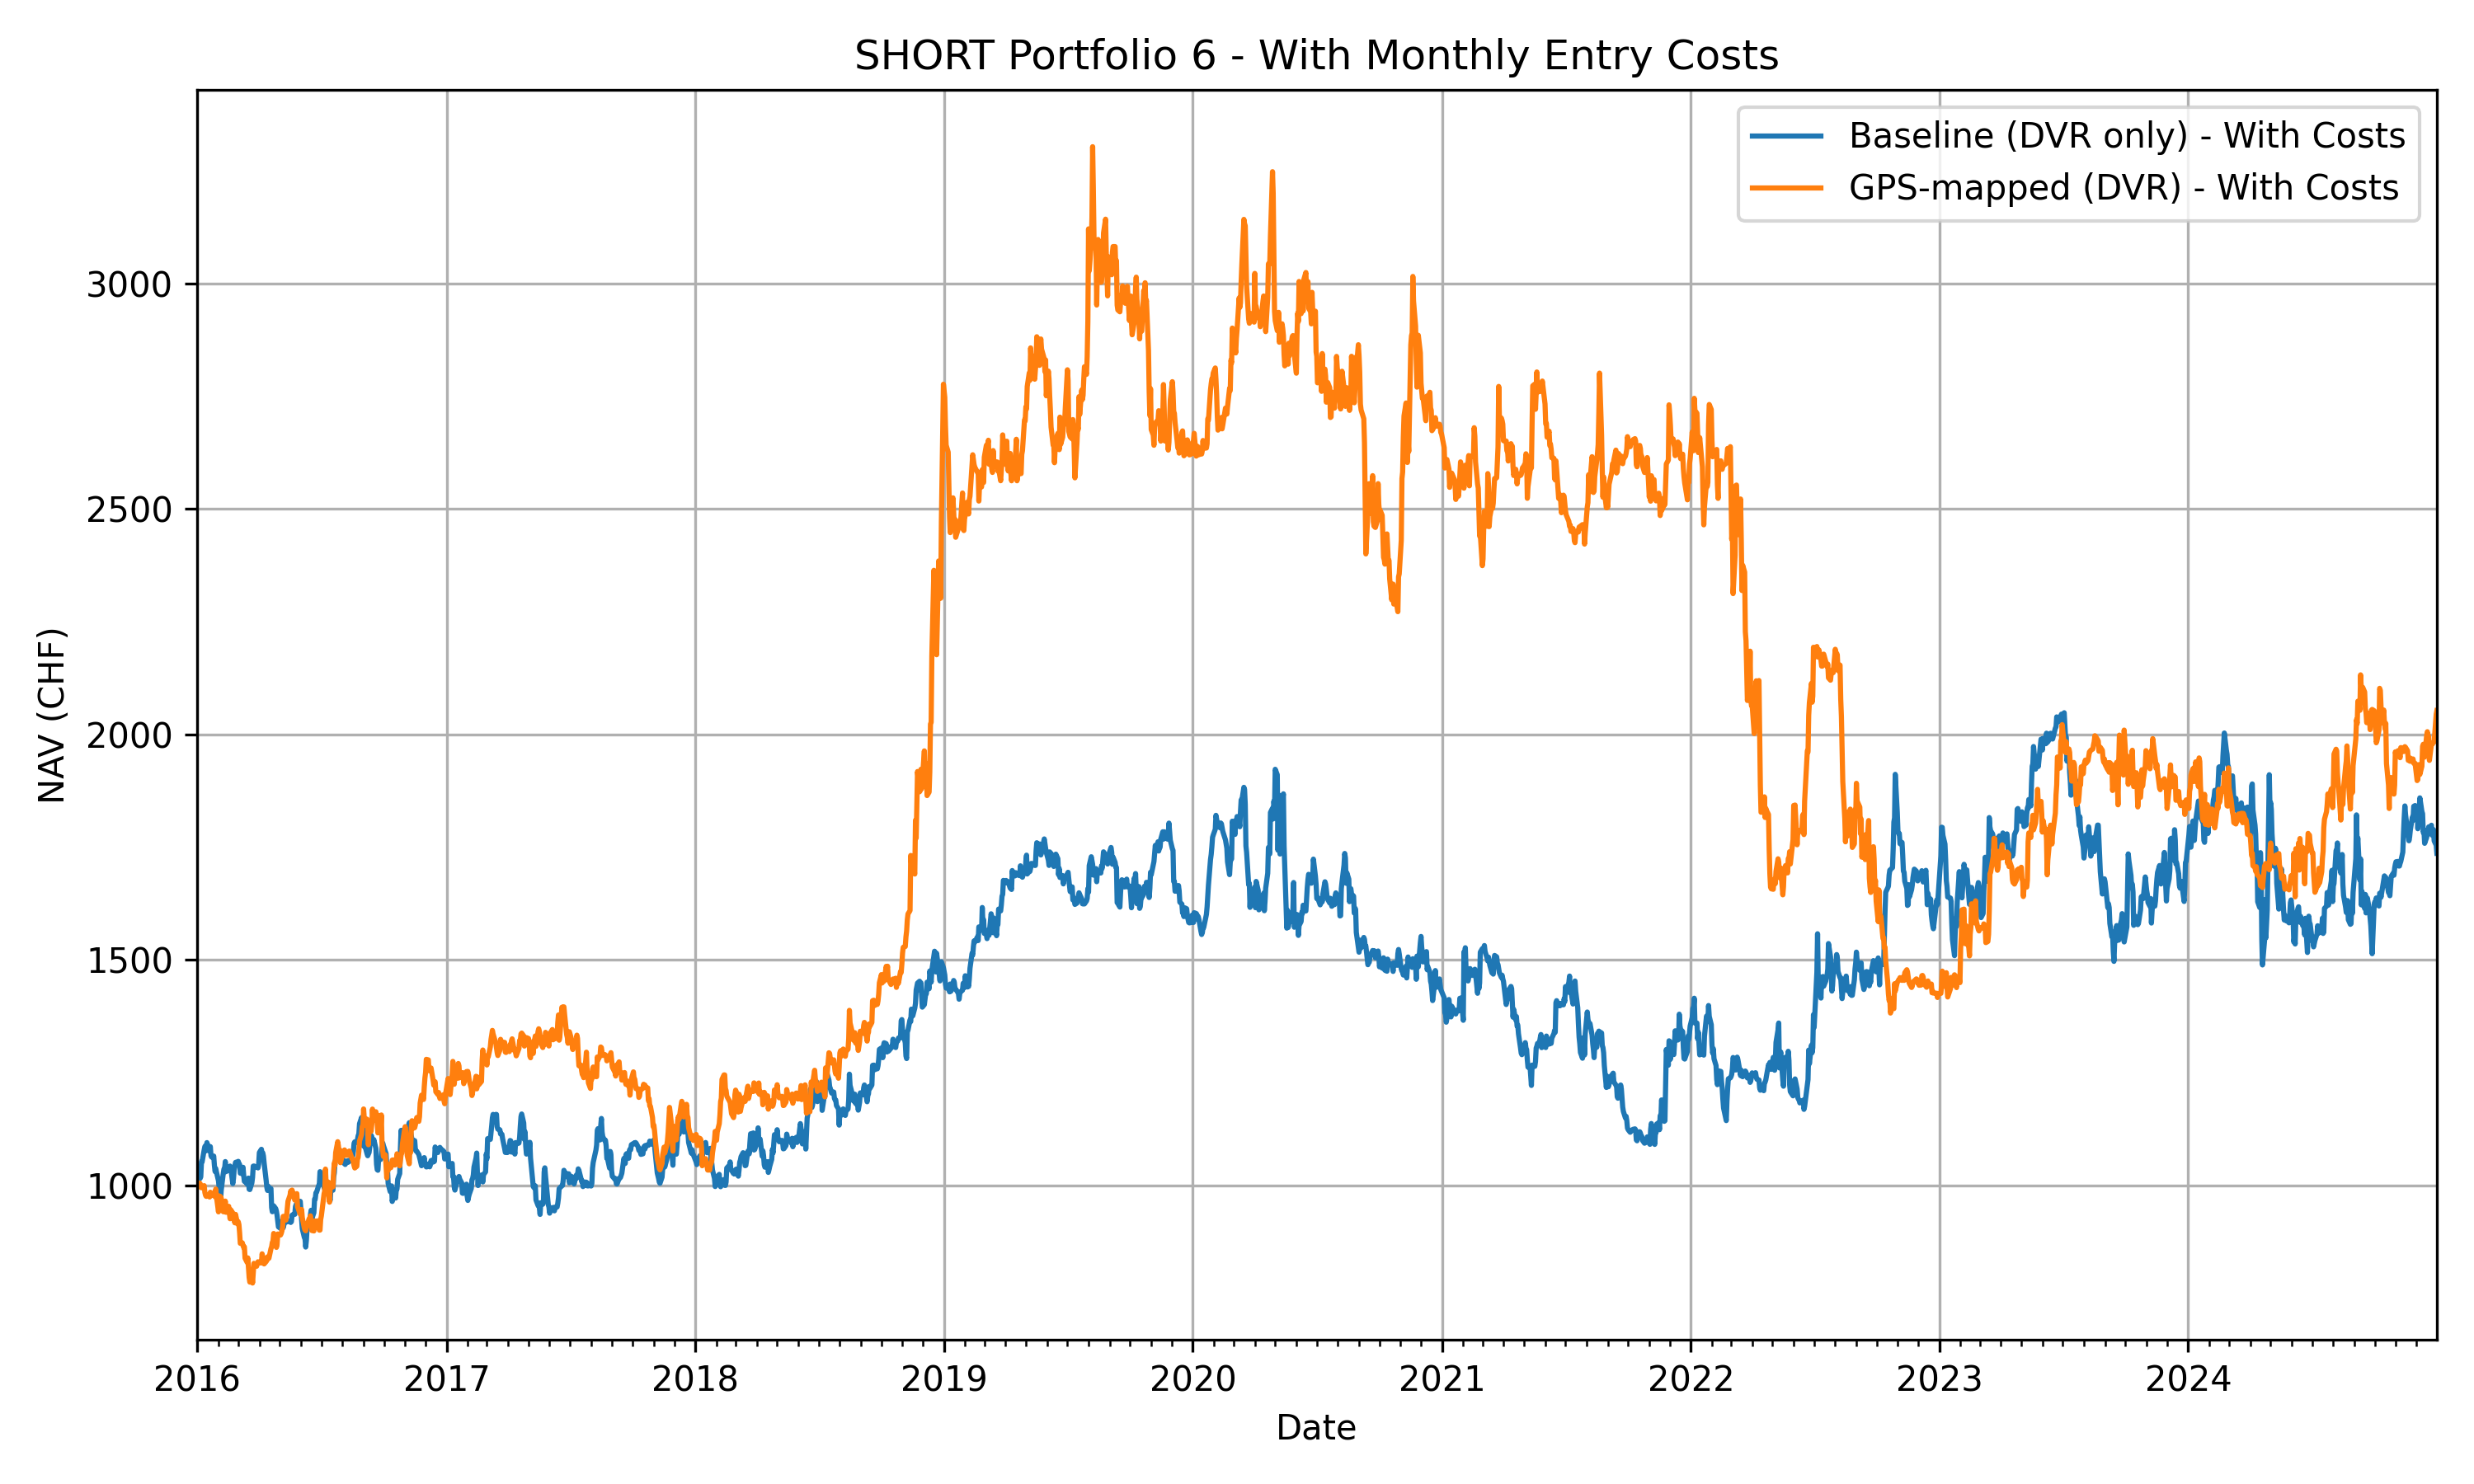 SHORT Portfolio 6 - With Monthly Entry Costs
Baseline (DVR only) - With Costs
GPS-mapped (DVR) - With Costs
NAV (CHF)
3000
2500
2000
1500
1000
2016 2017 2018 2019 2020 2021 2022 2023 2024
Date